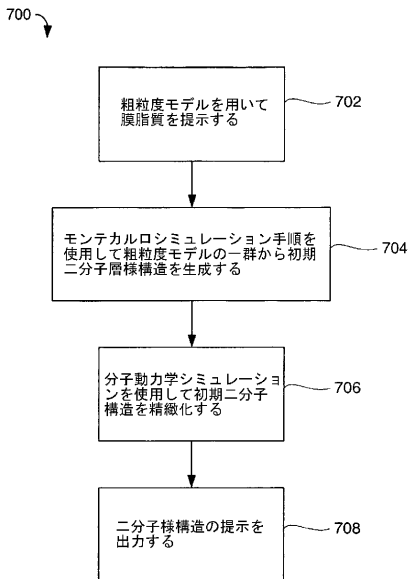 700
粗粒度モデルを用いて
膜脂質を提示する
702
モンテカルロシミュレーション手順を
使用して粗粒度モデルの一群から初期
二分子層様構造を生成する
704
分子動力学シミュレーショ
ンを使用して初期二分子
構造を精緻化する
706
二分子様構造の提示を
出力する
708